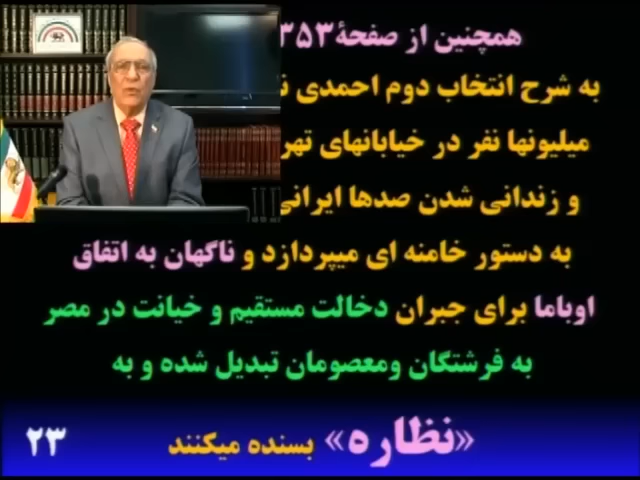 همچنین از صفحهٔ ۳۵۳
به شرح انتخاب دوم احمدی
میلیونها نفر در خیابانهای
و زندانی شدن صدها ایرانی
به دستور خامنه ای میپردازد و ناگهان به اتفاق
اوباما برای جبران دخالت مستقیم و خیانت در مصر
به فرشتگان ومعصومان تبدیل شده و به
«نظاره» بسنده میکنند
۲۳